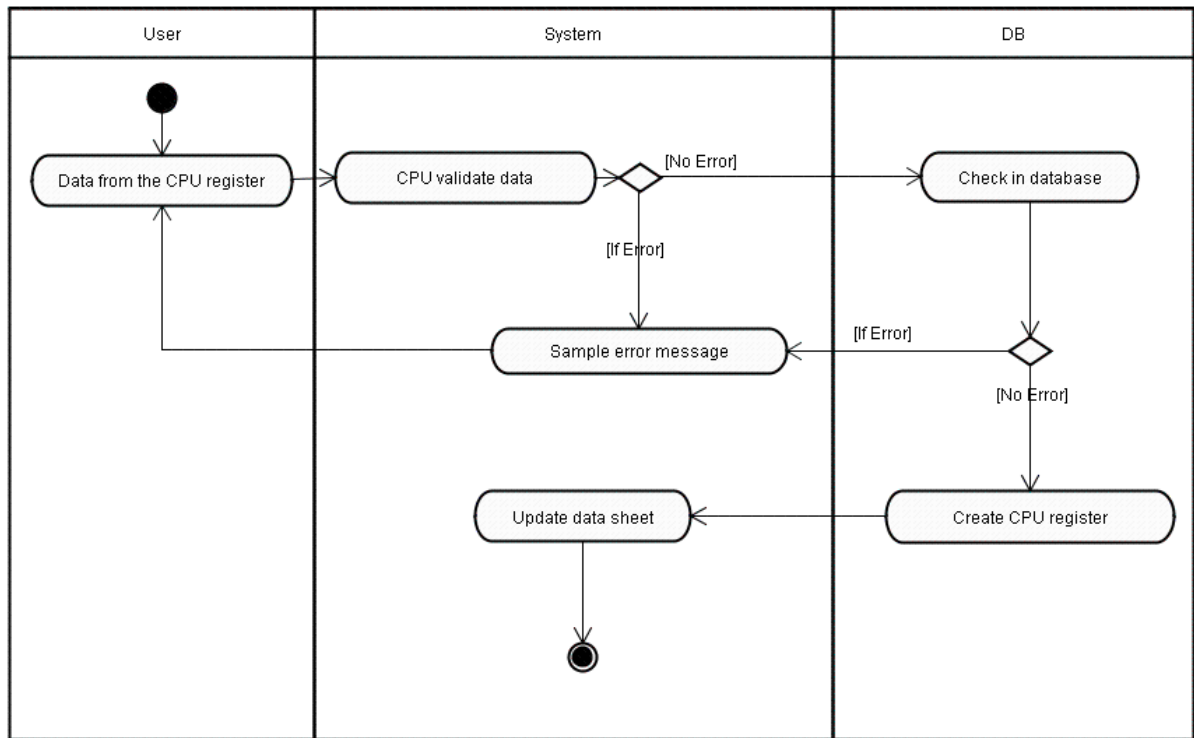 User
System
DB
Data from the CPU register
CPU validate data
[No Error]
Check in database
[If Error]
Sample error message
[If Error]
[No Error]
Update data sheet
Create CPU register